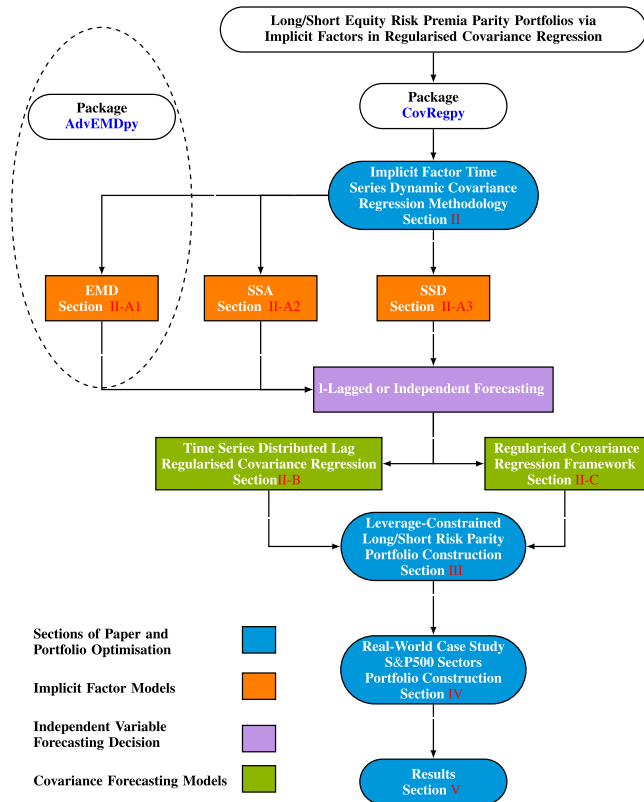 Long/Short Equity Risk Premia Parity Portfolios via
Implicit Factors in Regularised Covariance Regression
Package
AdvEMDpy
Package
CovRegpy
Implicit Factor Time
Series Dynamic Covariance
Regression Methodology
Section II
EMD
Section II-A1
SSA
Section II-A2
SSD
Section II-A3
l-Lagged or Independent Forecasting
Time Series Distributed Lag
Regularised Covariance Regression
SectionII-B
Regularised Covariance
Regression Framework
Section II-C
Leverage-Constrained
Long/Short Risk Parity
Portfolio Construction
Section III
Real-World Case Study
S&P500 Sectors
Portfolio Construction
Section IV
Results
Section V
Sections of Paper and
Portfolio Optimisation
Implicit Factor Models
Independent Variable
Forecasting Decision
Covariance Forecasting Models